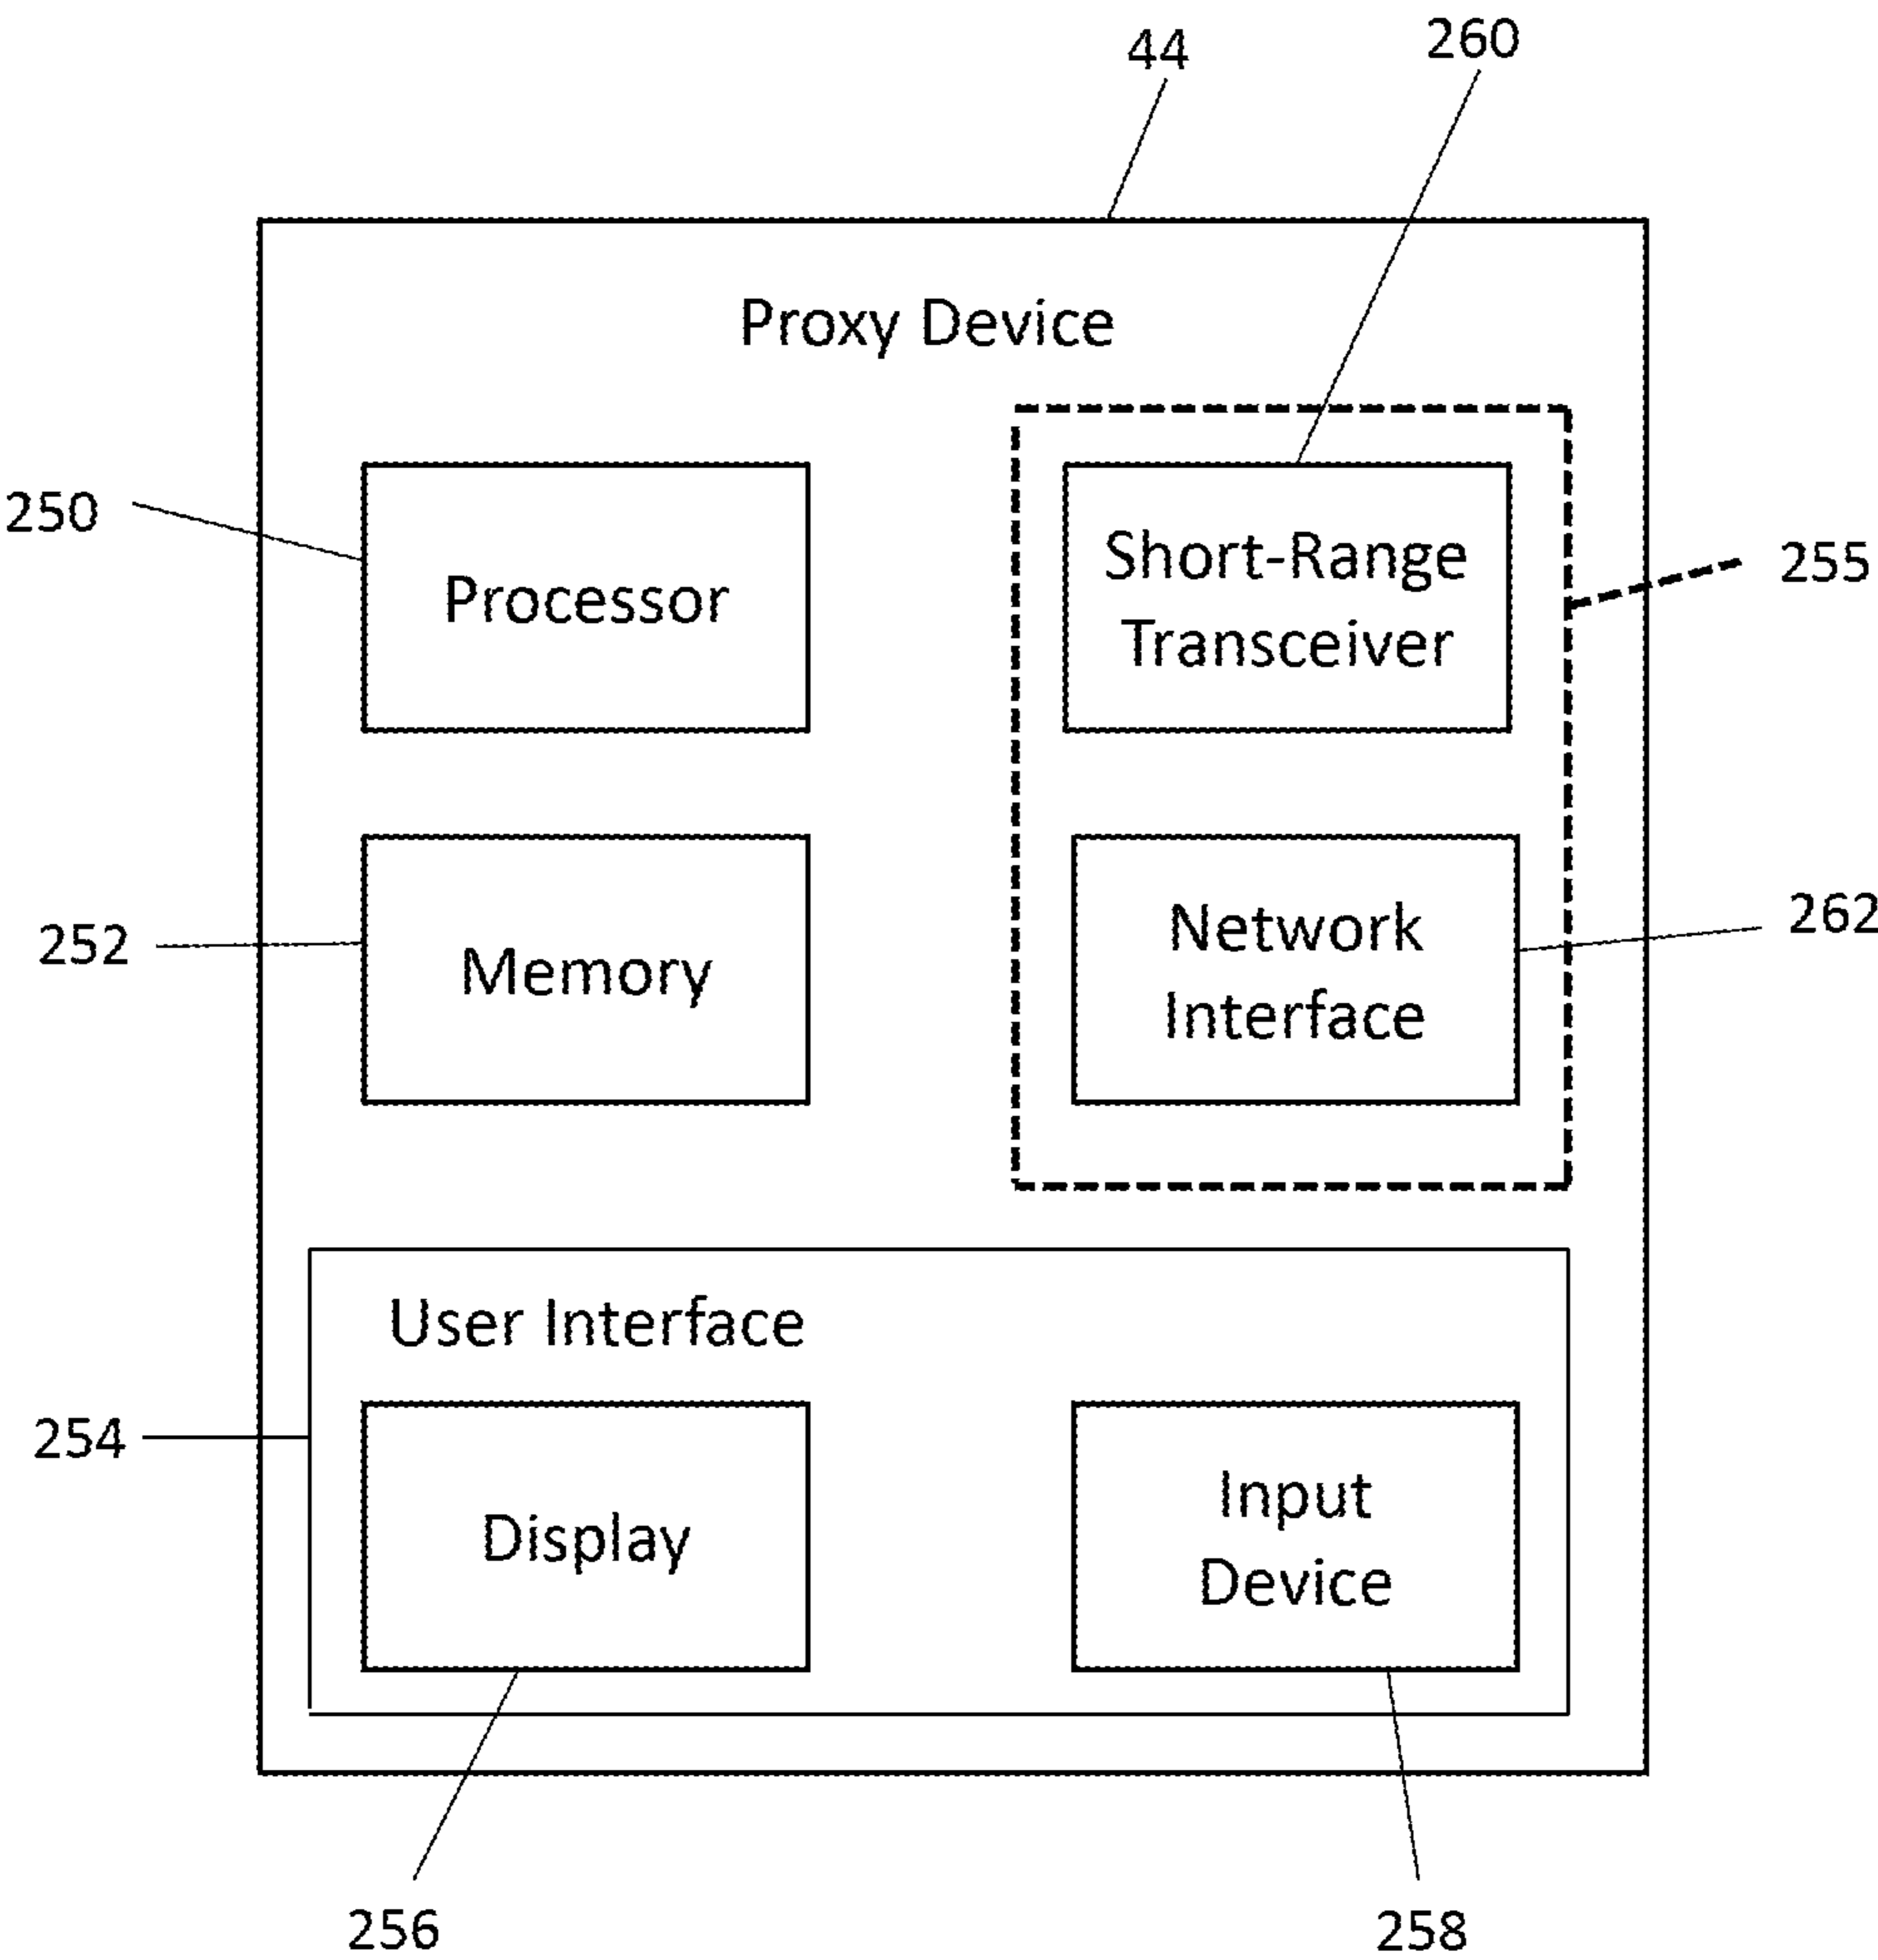 44
260
Proxy Device
250
Processor
Short-Range
Transceiver
255
252
Memory
Network
Interface
262
User Interface
254
Display
Input
Device
256
258